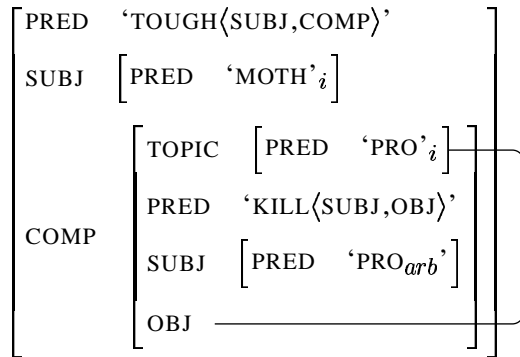 PRED ‘TOUGH⟨SUBJ,COMP⟩’
SUBJ [PRED ‘MOTH’i]
TOPIC [PRED ‘PRO’i]
PRED ‘KILL⟨SUBJ,OBJ⟩’
COMP
SUBJ [PRED ‘PROarb’]
OBJ